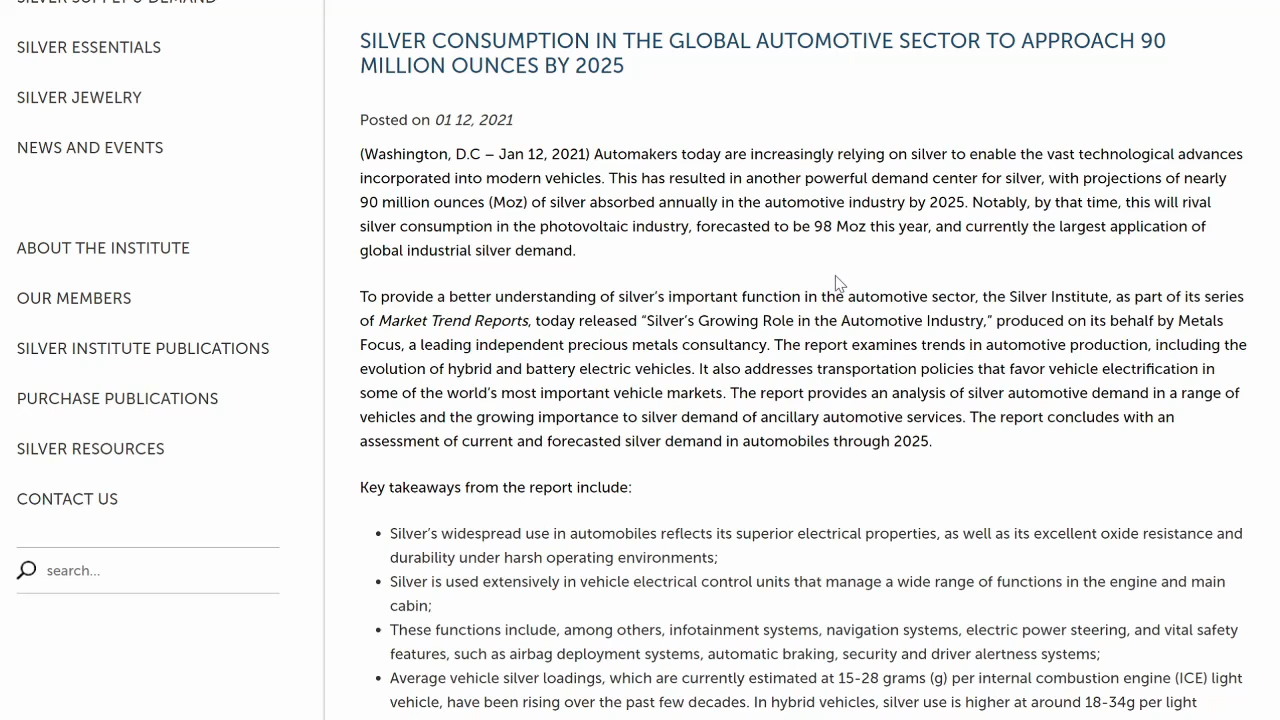 SILVER SUPPLY & DEMAND
SILVER ESSENTIALS
SILVER JEWELRY
NEWS AND EVENTS
ABOUT THE INSTITUTE
OUR MEMBERS
SILVER INSTITUTE PUBLICATIONS
PURCHASE PUBLICATIONS
SILVER RESOURCES
CONTACT US
search...
SILVER CONSUMPTION IN THE GLOBAL AUTOMOTIVE SECTOR TO APPROACH 90
MILLION OUNCES BY 2025
Posted on 01 12, 2021
(Washington, D.C – Jan 12, 2021) Automakers today are increasingly relying on silver to enable the vast technological advances
incorporated into modern vehicles. This has resulted in another powerful demand center for silver, with projections of nearly
90 million ounces (Moz) of silver absorbed annually in the automotive industry by 2025. Notably, by that time, this will rival
silver consumption in the photovoltaic industry, forecasted to be 98 Moz this year, and currently the largest application of
global industrial silver demand.
To provide a better understanding of silver’s important function in the automotive sector, the Silver Institute, as part of its series
of Market Trend Reports, today released “Silver’s Growing Role in the Automotive Industry,” produced on its behalf by Metals
Focus, a leading independent precious metals consultancy. The report examines trends in automotive production, including the
evolution of hybrid and battery electric vehicles. It also addresses transportation policies that favor vehicle electrification in
some of the world’s most important vehicle markets. The report provides an analysis of silver automotive demand in a range of
vehicles and the growing importance to silver demand of ancillary automotive services. The report concludes with an
assessment of current and forecasted silver demand in automobiles through 2025.
Key takeaways from the report include:
• Silver’s widespread use in automobiles reflects its superior electrical properties, as well as its excellent oxide resistance and
durability under harsh operating environments;
• Silver is used extensively in vehicle electrical control units that manage a wide range of functions in the engine and main
cabin;
• These functions include, among others, infotainment systems, navigation systems, electric power steering, and vital safety
features, such as airbag deployment systems, automatic braking, security and driver alertness systems;
• Average vehicle silver loadings, which are currently estimated at 15-28 grams (g) per internal combustion engine (ICE) light
vehicle, have been rising over the past few decades. In hybrid vehicles, silver use is higher at around 18-34g per light